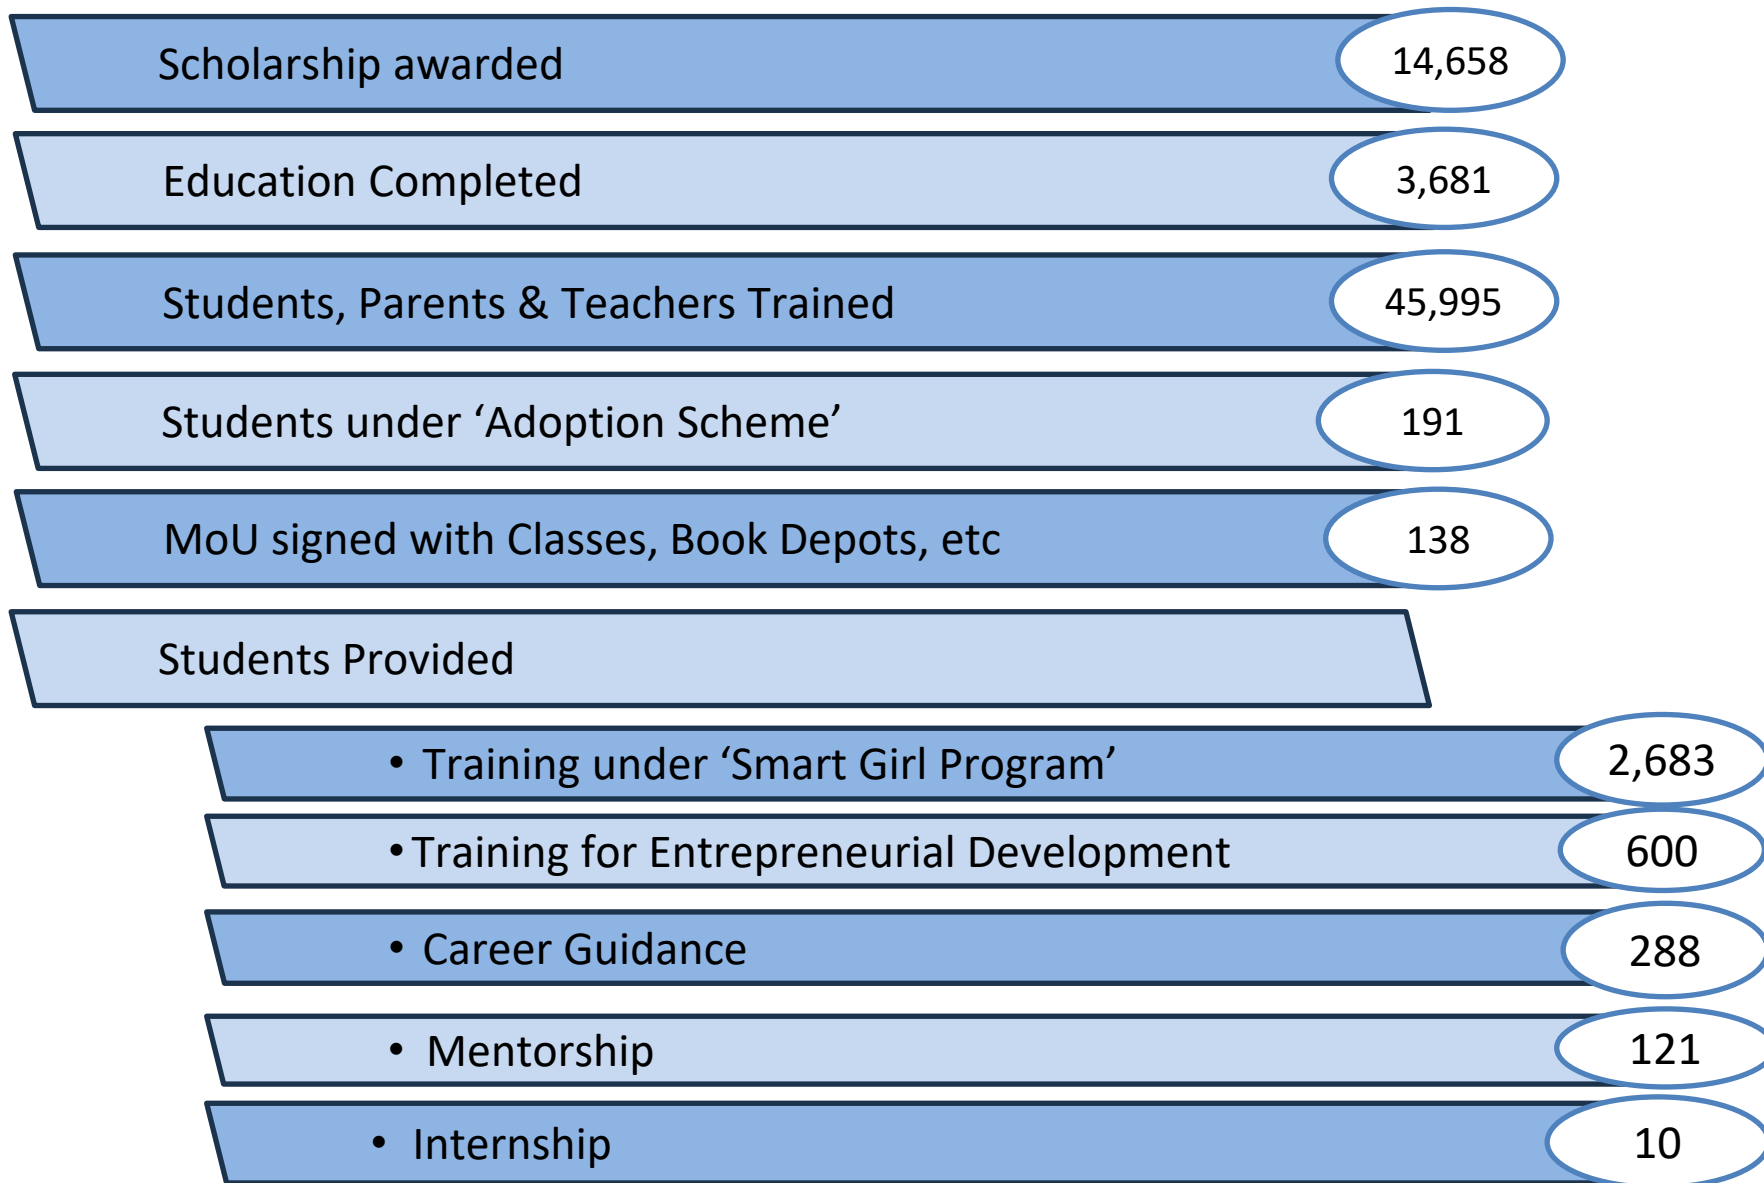 Scholarship awarded 14,658
Education Completed 3,681
Students, Parents & Teachers Trained 45,995
Students under ‘Adoption Scheme’ 191
MoU signed with Classes, Book Depots, etc 138
Students Provided
• Training under ‘Smart Girl Program’ 2,683
• Training for Entrepreneurial Development 600
• Career Guidance 288
• Mentorship 121
• Internship 10